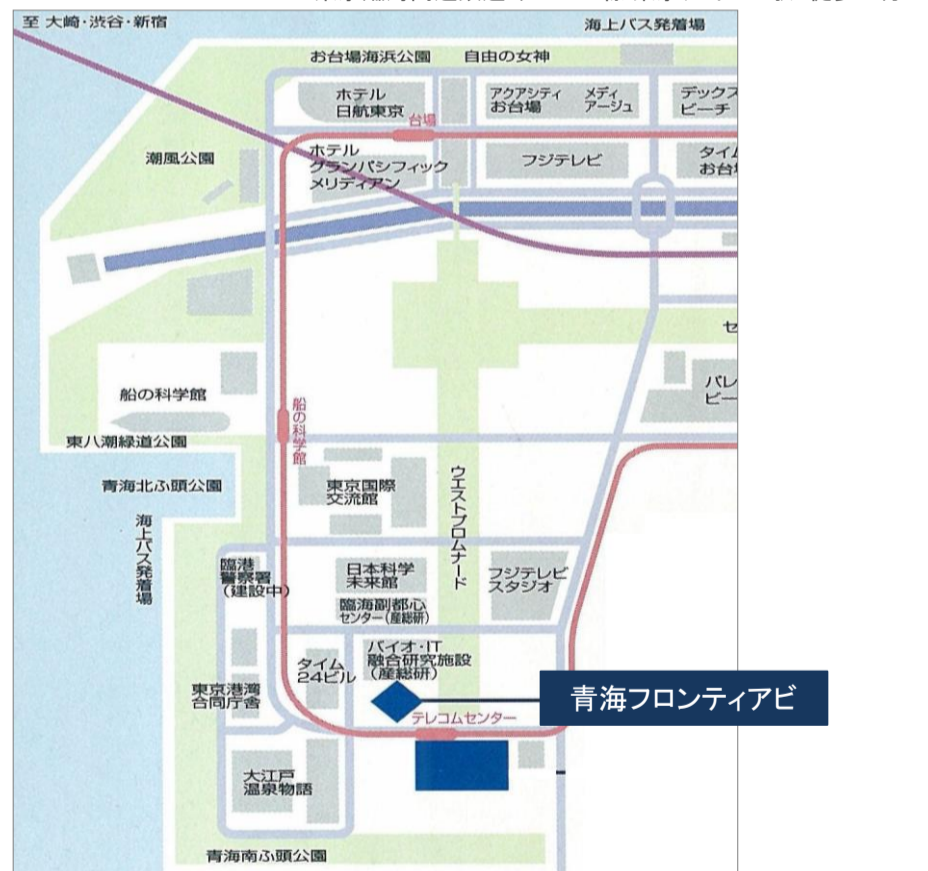 至 大崎・渋谷・新宿
海上バス発着場
お台場海浜公園
自由の女神
ホテル
日航東京
アクアシティ
お台場
メディ
アージュ
デックス
ビーチ
台場
潮風公園
ホテル
グランパシフィック
メリディアン
フジテレビ
タイム
お台場
セ
船の科学館
パレ
ビー
船の科学館
東八潮緑道公園
青海北ふ頭公園
東京国際
交流館
ウエストプロムナード
海上バス発着場
臨港
警察署
(建設中)
日本科学
未来館
臨海副都心
センター(産総研)
フジテレビ
スタジオ
バイオ・IT
融合研究施設
(産総研)
タイム
24ビル
東京港湾
合同庁舎
青海フロンティアビ
テレコムセンター
大江戸
温泉物語
青海南ふ頭公園